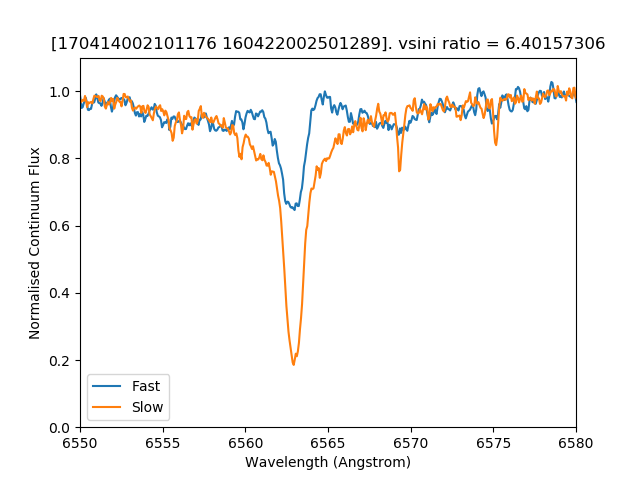 [170414002101176 160422002501289]. vsini ratio = 6.40157306
Normalised Continuum Flux
1.0
0.8
0.6
0.4
0.2
0.0
Fast
Slow
6550 6555 6560 6565 6570 6575 6580
Wavelength (Angstrom)